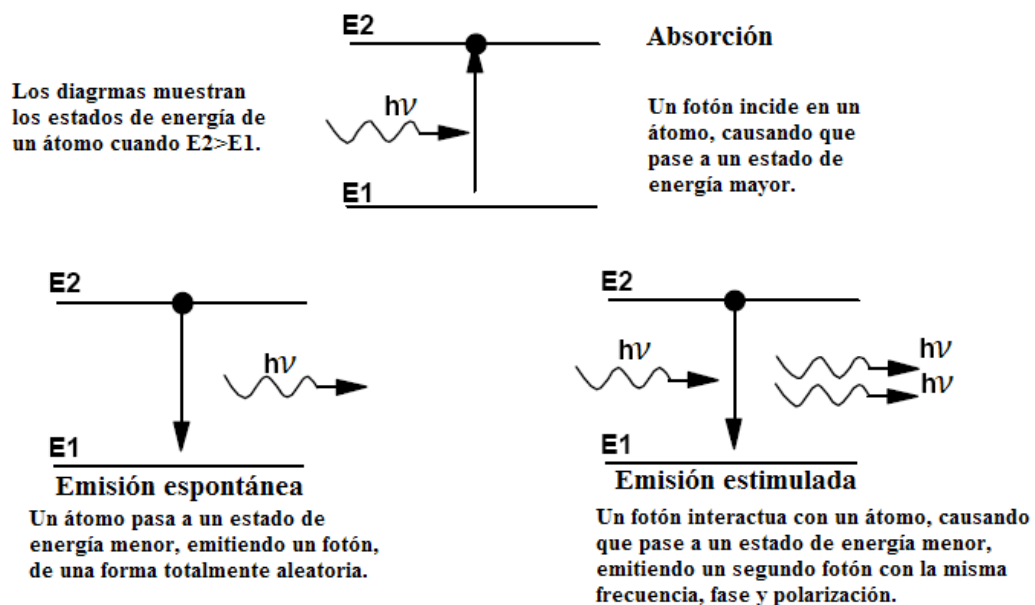 E2
Absorción
Los diagrmas muestran
los estados de energía de
un átomo cuando E2>E1.
hν
Un fotón incide en un
átomo, causando que
pase a un estado de
energía mayor.
E1
E2
hν
E1
Emisión espontánea
Un átomo pasa a un estado de
energía menor, emitiendo un fotón,
de una forma totalmente aleatoria.
E2
hν
hν
hν
E1
Emisión estimulada
Un fotón interactua con un átomo, causando
que pase a un estado de energía menor,
emitiendo un segundo fotón con la misma
frecuencia, fase y polarización.